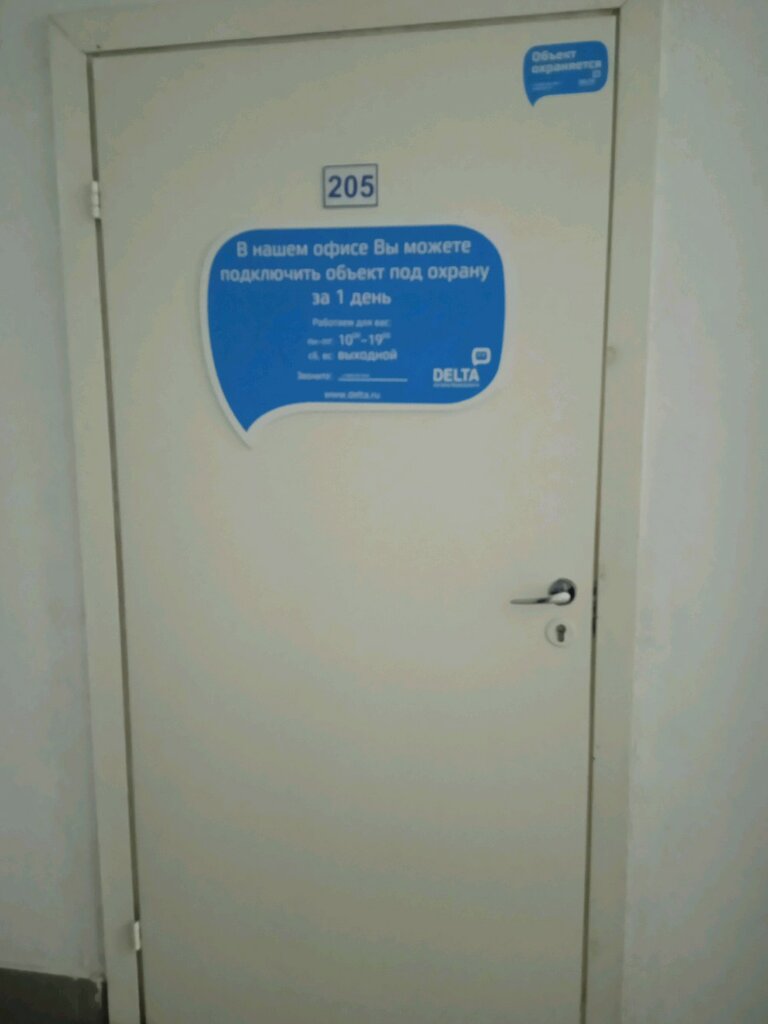 Объект
охраняется
DELTA
205
В нашем офисе Вы можете
подключить объект под охрану
за 1 день
Работаем для вас:
пн-пт: 10⁰⁰-19⁰⁰
сб, вс: выходной
Звоните:
DELTA
www.delta.ru